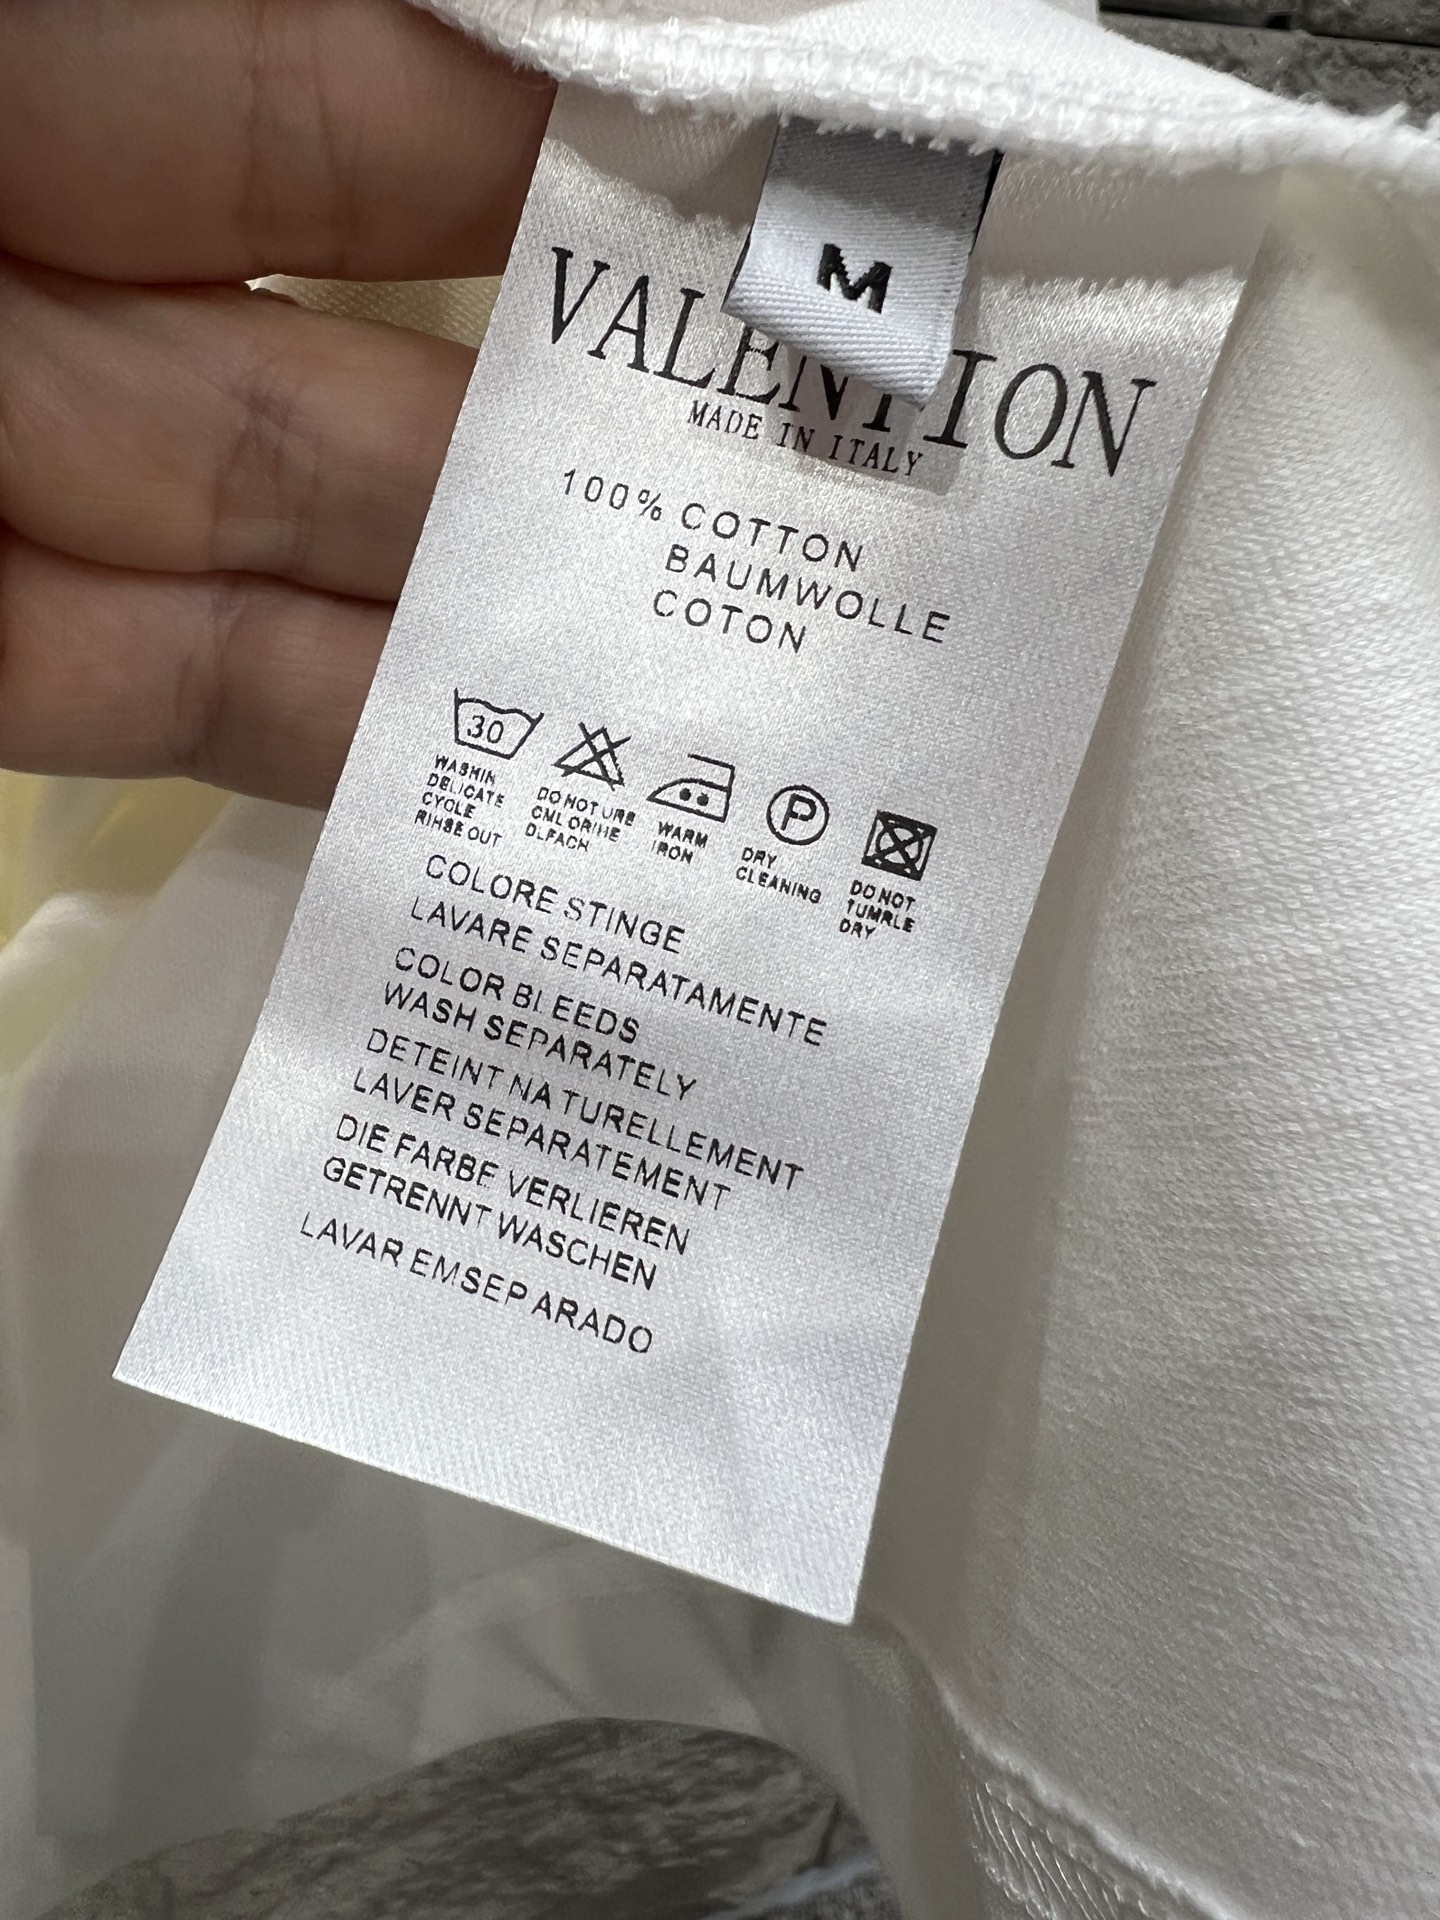 M
VALENTION
MADE IN ITALY
100% COTTON
BAUMWOLLE
COTON
30
P
WASHIN
DELICATE
CYCLE
RIHSE OUT
DO NOT URB
CML ORIHE
DLFACH
WARM
IRON
DRY
CLEANING
DO NOT
TUMRLE
DRY
COLORE STINGE
LAVARE SEPARATAMENTE
COLOR BLEEDS
WASH SEPARATELY
DETEINT NA TURELLEMENT
LAVER SEPARATEMENT
DIE FARBE VERLIEREN
GETRENNT WASCHEN
LAVAR EMSEP ARADO